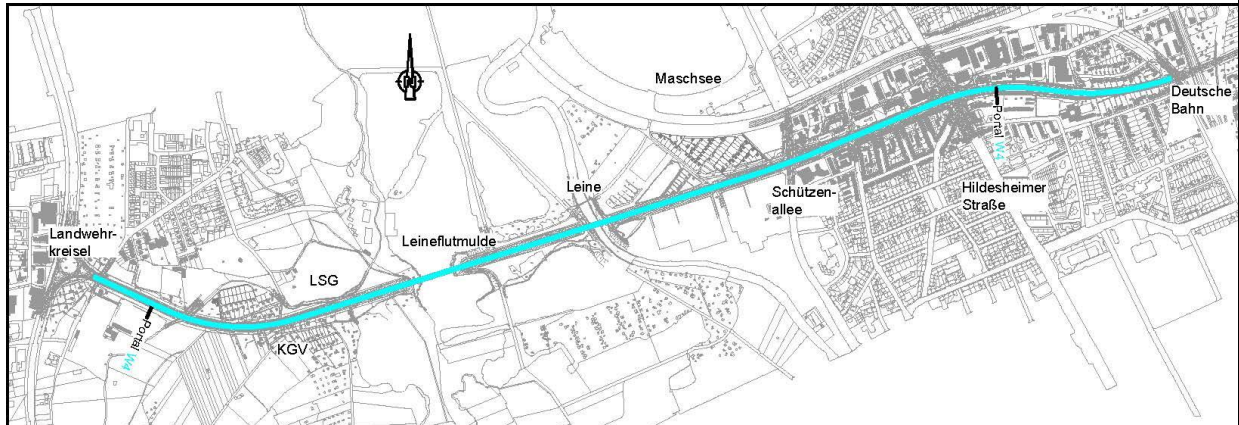 Maschsee
Deutsche
Bahn
Portal W4
Leine
Schützen-
allee
Hildesheimer
Straße
Landwehr-
kreisel
Leineflutmulde
LSG
Portal W4
KGV